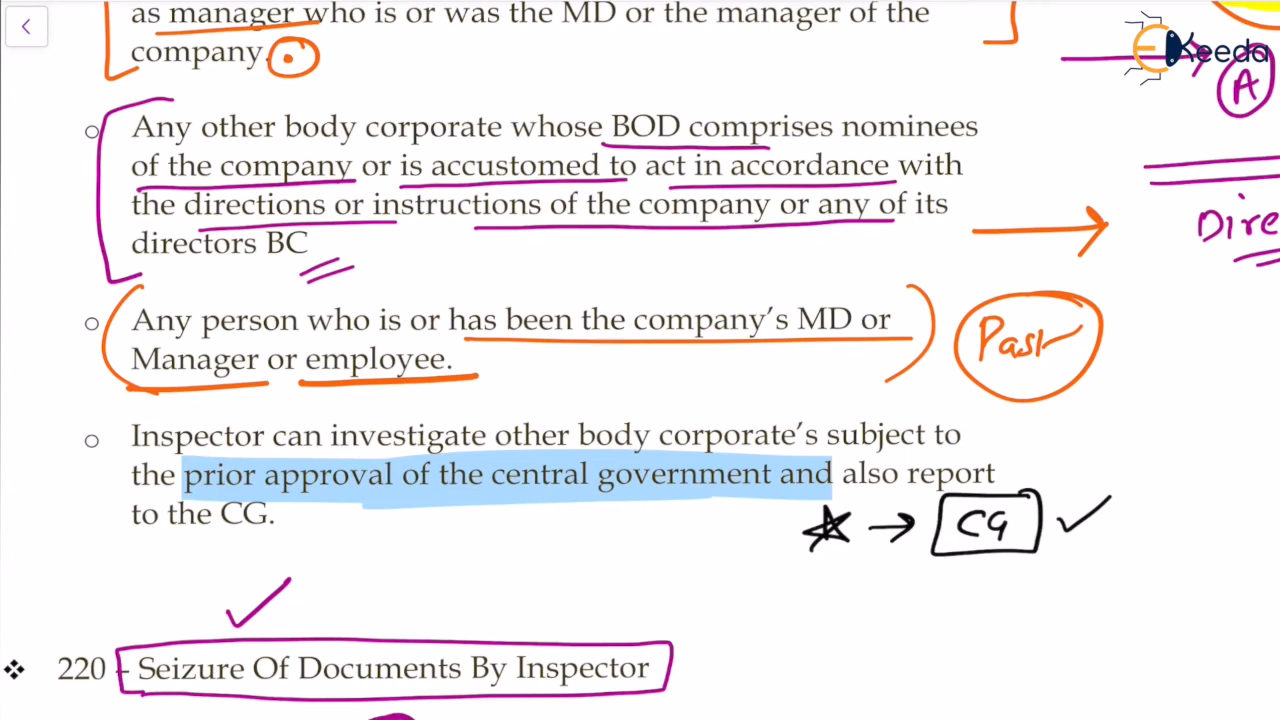 as manager who is or was the MD or the manager of the
company.
Keeda
A
Any other body corporate whose BOD comprises nominees
of the company or is accustomed to act in accordance with
the directions or instructions of the company or any of its
directors BC
Dire
Any person who is or has been the company's MD or
Manager or employee.
Past
Inspector can investigate other body corporate's subject to
the prior approval of the central government and also report
to the CG.
CG
220 - Seizure Of Documents By Inspector